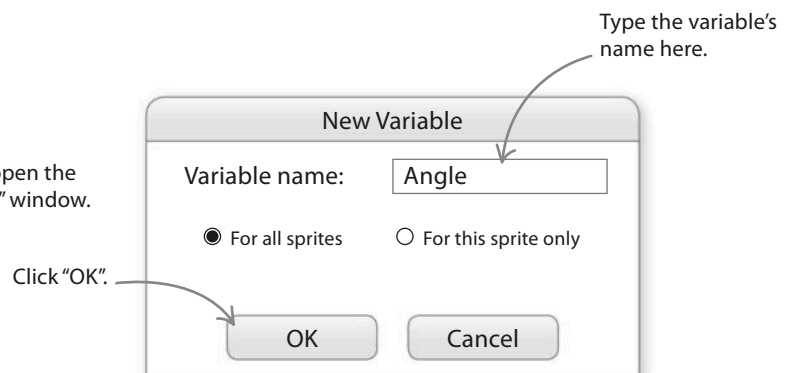 Type the variable's
name here.
New Variable
open the
" window.
Variable name:
Angle
For all sprites
For this sprite only
Click "OK".
OK
Cancel